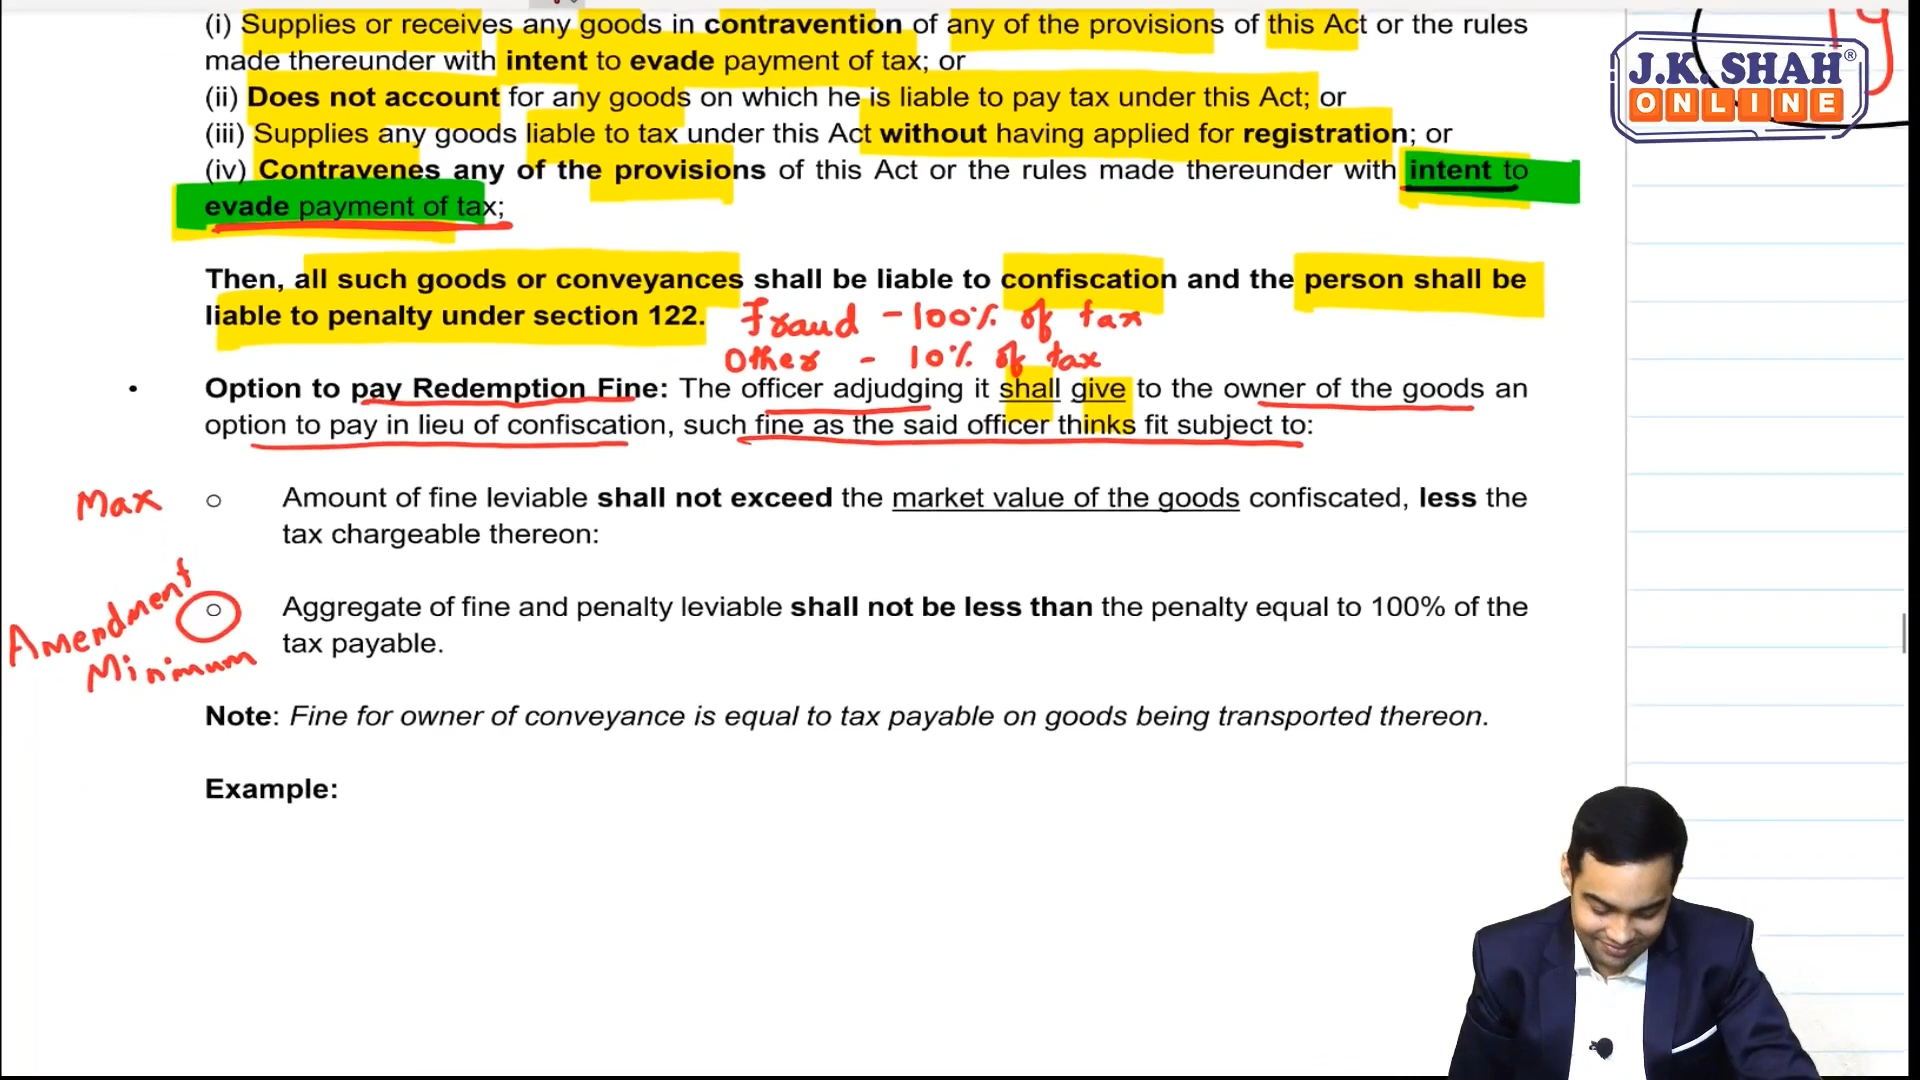 (i) Supplies or receives any goods in contravention of any of the provisions of this Act or the rules
made thereunder with intent to evade payment of tax; or
(ii) Does not account for any goods on which he is liable to pay tax under this Act; or
(iii) Supplies any goods liable to tax under this Act without having applied for registration; or
(iv) Contravenes any of the provisions of this Act or the rules made thereunder with intent to
evade payment of tax;
J.K. SHAH®
ONLINE
Then, all such goods or conveyances shall be liable to confiscation and the person shall be
liable to penalty under section 122.
Fraud - 100% of tax
Other - 10% of tax
• Option to pay Redemption Fine: The officer adjudging it shall give to the owner of the goods an
option to pay in lieu of confiscation, such fine as the said officer thinks fit subject to:
Max
○ Amount of fine leviable shall not exceed the market value of the goods confiscated, less the
tax chargeable thereon:
Amendment
Minimum
○ Aggregate of fine and penalty leviable shall not be less than the penalty equal to 100% of the
tax payable.
Note: Fine for owner of conveyance is equal to tax payable on goods being transported thereon.
Example: